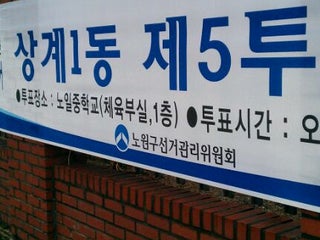 상계1동 제5투
●투표장소 : 노일중학교(체육부실,1층) ●투표시간 : 오
노원구선거관리위원회